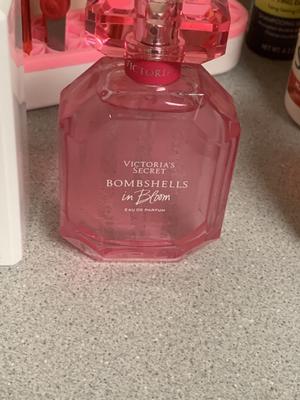 VICTORIA'S
SECRET
BOMBSHELLS
in Bloom
EAU DE PARFUM